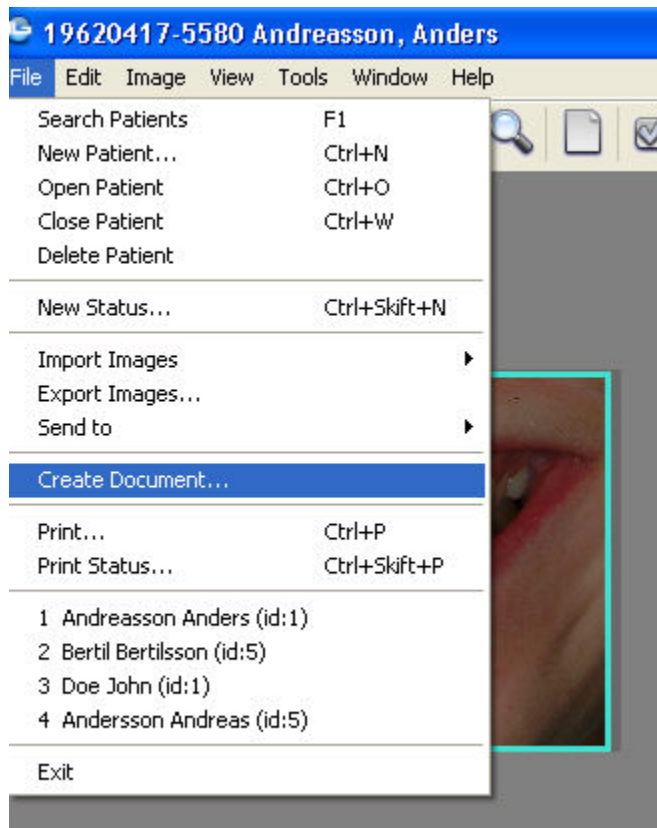 19620417-5580 Andreasson, Anders
File Edit Image View Tools Window Help
Search Patients F1
New Patient... Ctrl+N
Open Patient Ctrl+O
Close Patient Ctrl+W
Delete Patient
New Status... Ctrl+Skift+N
Import Images
Export Images...
Send to
Create Document...
Print... Ctrl+P
Print Status... Ctrl+Skift+P
1 Andreasson Anders (id:1)
2 Bertil Bertilsson (id:5)
3 Doe John (id:1)
4 Andersson Andreas (id:5)
Exit